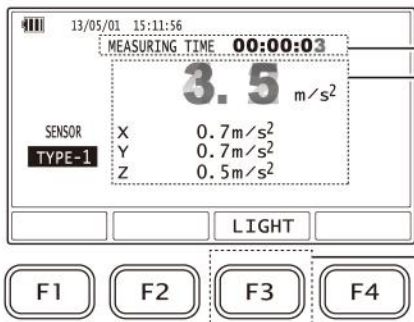 13/05/01 15:11:56
MEASURING TIME 00:00:03
3.5 m/s²
SENSOR
TYPE-1
X 0.7m/s²
Y 0.7m/s²
Z 0.5m/s²
LIGHT
F1 F2 F3 F4